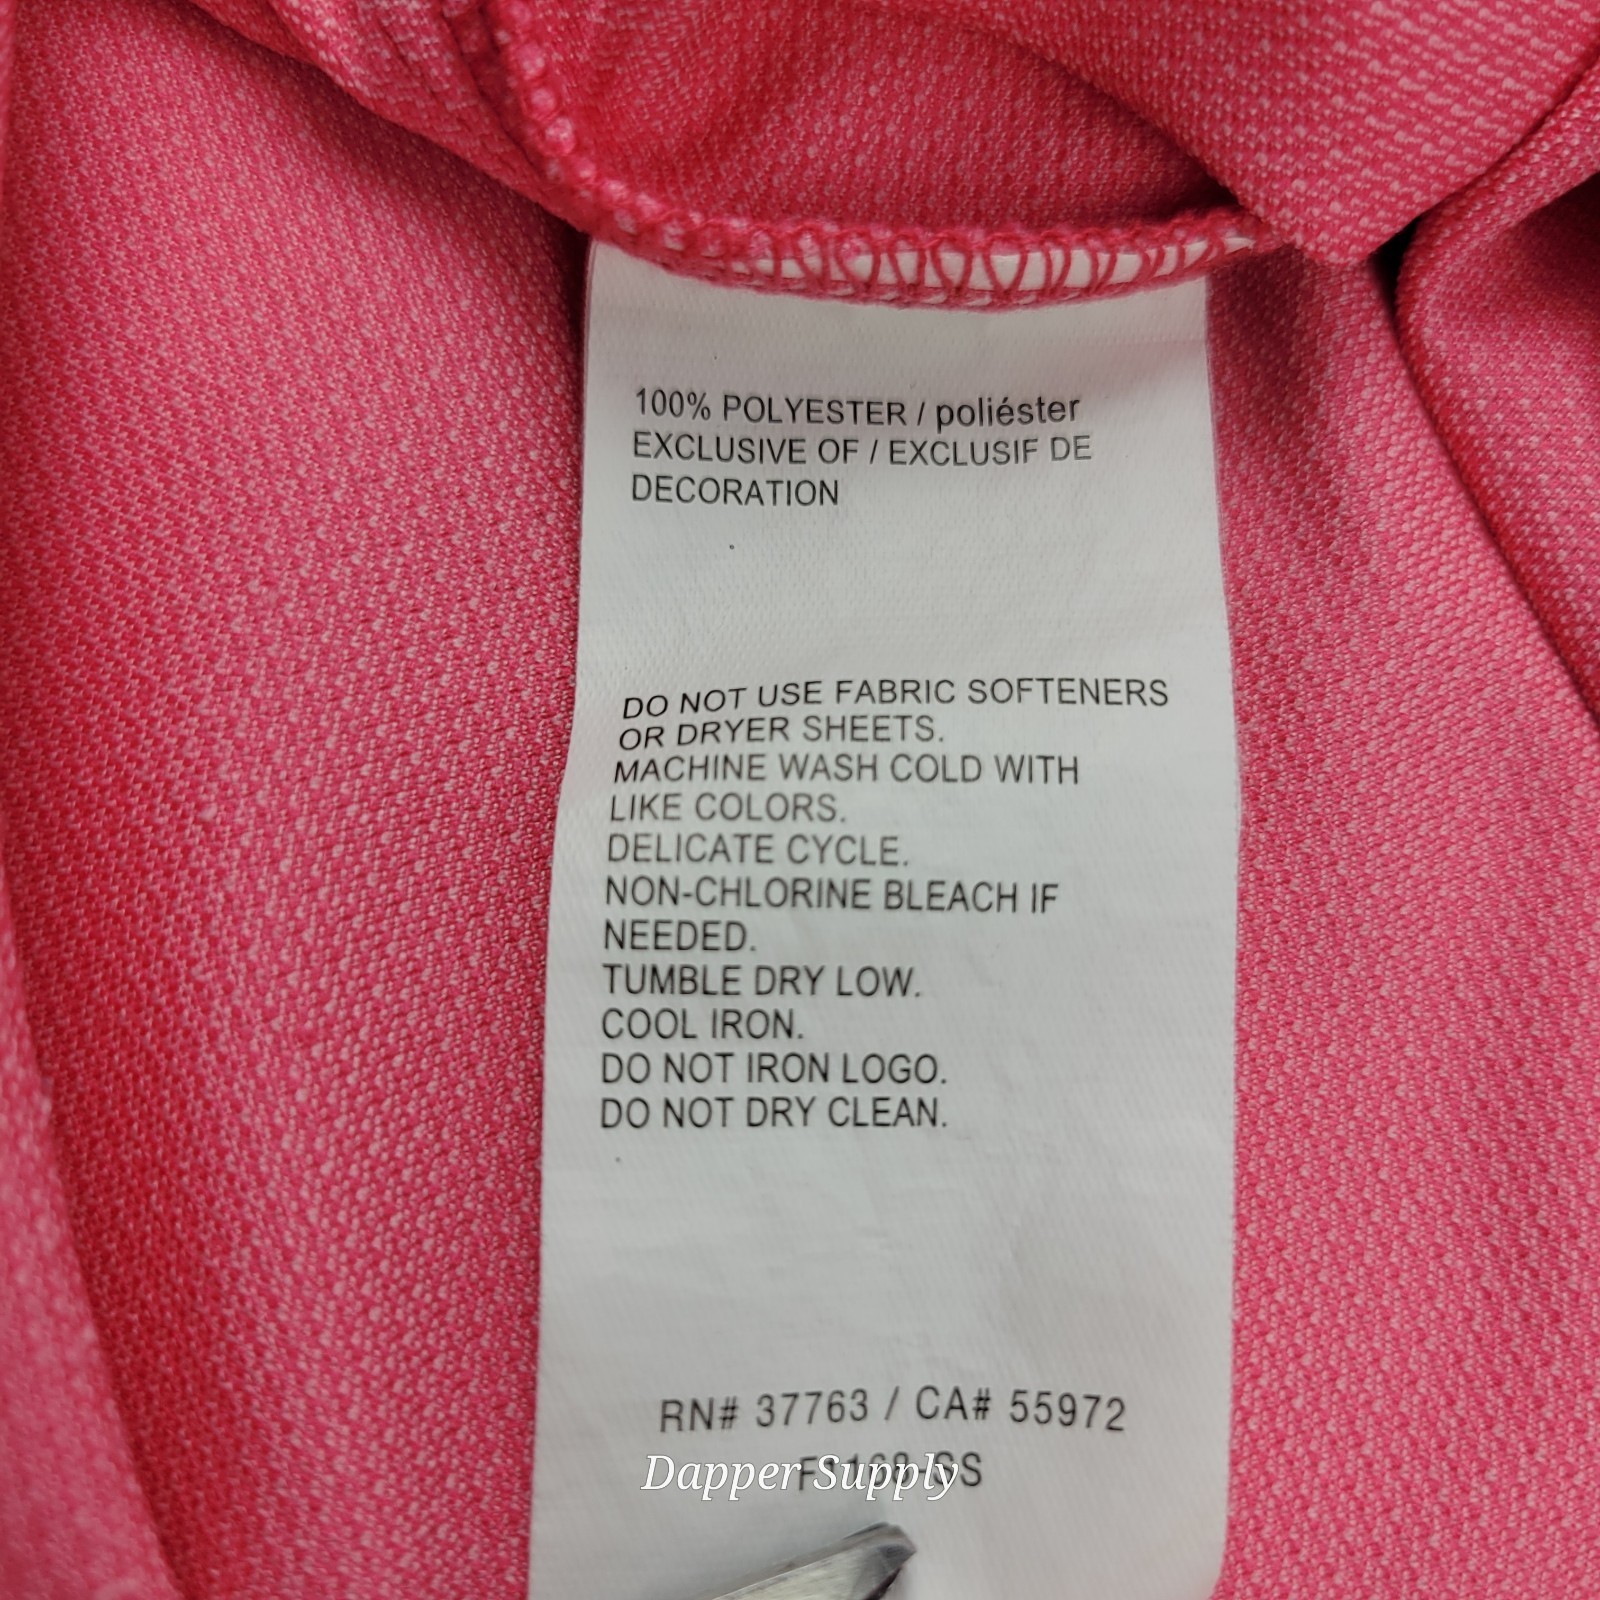 100% POLYESTER / poliéster
EXCLUSIVE OF / EXCLUSIF DE
DECORATION
DO NOT USE FABRIC SOFTENERS
OR DRYER SHEETS.
MACHINE WASH COLD WITH
LIKE COLORS.
DELICATE CYCLE.
NON-CHLORINE BLEACH IF
NEEDED.
TUMBLE DRY LOW.
COOL IRON.
DO NOT IRON LOGO.
DO NOT DRY CLEAN.
RN# 37763 / CA# 55972
Dapper Supply